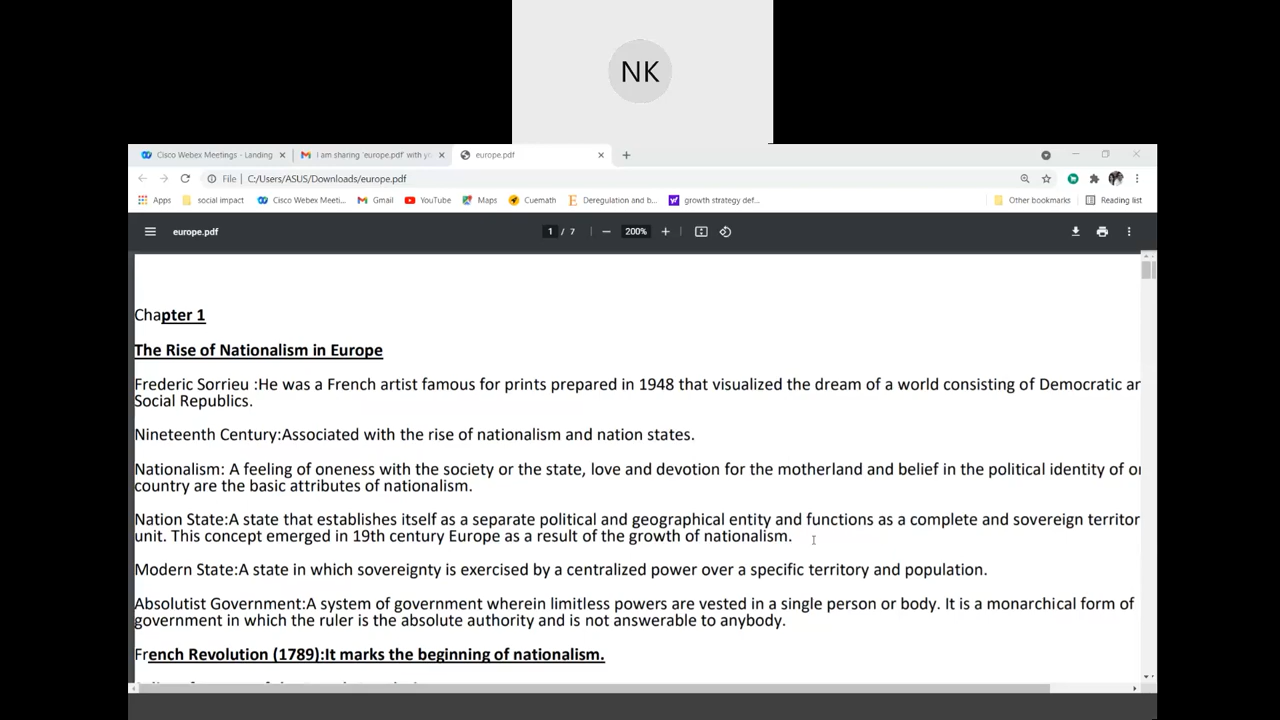 NK
Cisco Webex Meetings - Landing
I am sharing 'europe.pdf' with
europe.pdf
File | C:/Users/ASUS/Downloads/europe.pdf
Apps social impact Cisco Webex Meeti... Gmail YouTube Maps Cuemath Deregulation and b... growth strategy def... Other bookmarks Reading list
europe.pdf 1 / 7 200%
Chapter 1
The Rise of Nationalism in Europe
Frederic Sorrieu :He was a French artist famous for prints prepared in 1948 that visualized the dream of a world consisting of Democratic ar
Social Republics.
Nineteenth Century:Associated with the rise of nationalism and nation states.
Nationalism: A feeling of oneness with the society or the state, love and devotion for the motherland and belief in the political identity of o
country are the basic attributes of nationalism.
Nation State:A state that establishes itself as a separate political and geographical entity and functions as a complete and sovereign territor
unit. This concept emerged in 19th century Europe as a result of the growth of nationalism.
Modern State:A state in which sovereignty is exercised by a centralized power over a specific territory and population.
Absolutist Government:A system of government wherein limitless powers are vested in a single person or body. It is a monarchical form of
government in which the ruler is the absolute authority and is not answerable to anybody.
French Revolution (1789):It marks the beginning of nationalism.